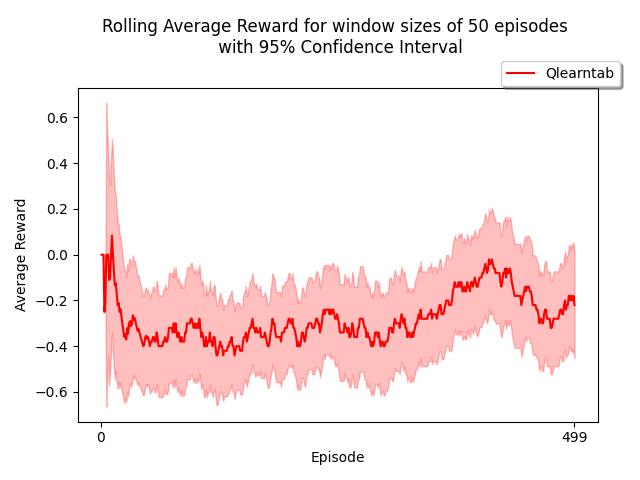 Rolling Average Reward for window sizes of 50 episodes
with 95% Confidence Interval
Qlearntab
0.6
0.4
0.2
0.0
−0.2
−0.4
−0.6
Average Reward
0
499
Episode